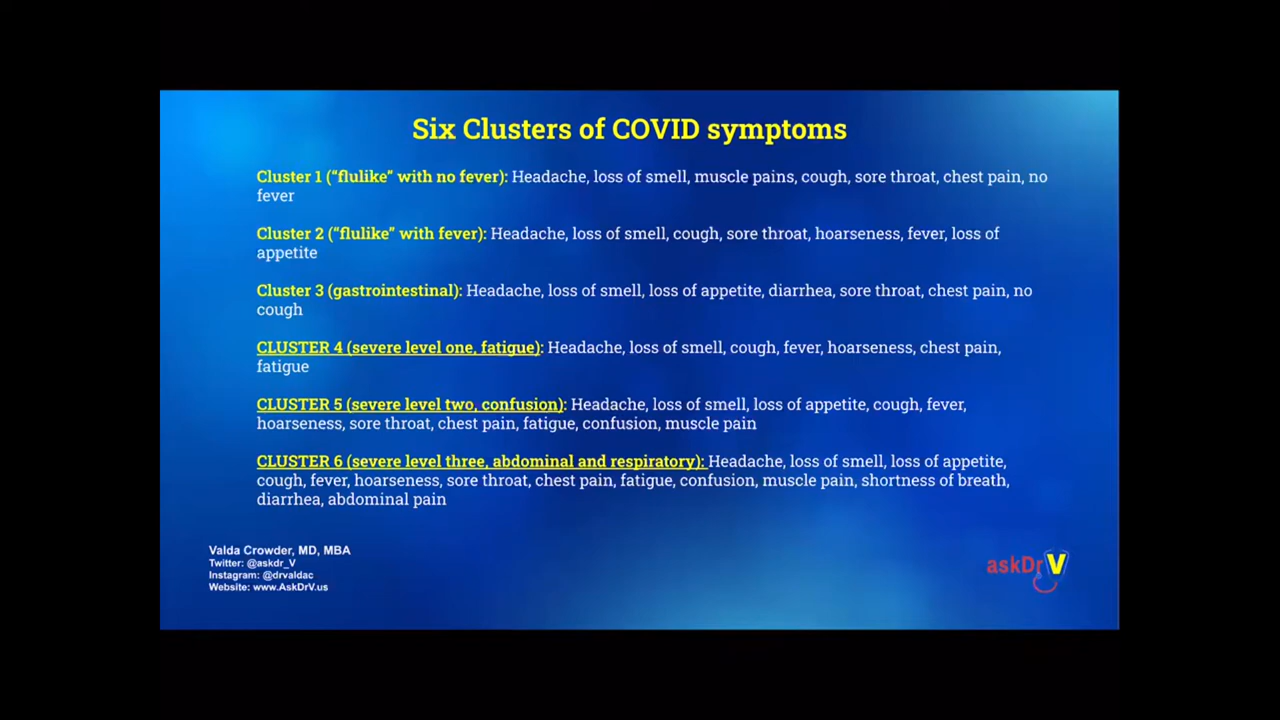 Six Clusters of COVID symptoms
Cluster 1 (“flulike” with no fever): Headache, loss of smell, muscle pains, cough, sore throat, chest pain, no
fever
Cluster 2 (“flulike” with fever): Headache, loss of smell, cough, sore throat, hoarseness, fever, loss of
appetite
Cluster 3 (gastrointestinal): Headache, loss of smell, loss of appetite, diarrhea, sore throat, chest pain, no
cough
CLUSTER 4 (severe level one, fatigue): Headache, loss of smell, cough, fever, hoarseness, chest pain,
fatigue
CLUSTER 5 (severe level two, confusion): Headache, loss of smell, loss of appetite, cough, fever,
hoarseness, sore throat, chest pain, fatigue, confusion, muscle pain
CLUSTER 6 (severe level three, abdominal and respiratory): Headache, loss of smell, loss of appetite,
cough, fever, hoarseness, sore throat, chest pain, fatigue, confusion, muscle pain, shortness of breath,
diarrhea, abdominal pain
Valda Crowder, MD, MBA
Twitter: @askdr_V
Instagram: @drvaldac
Website: www.AskDrV.us
askDrV